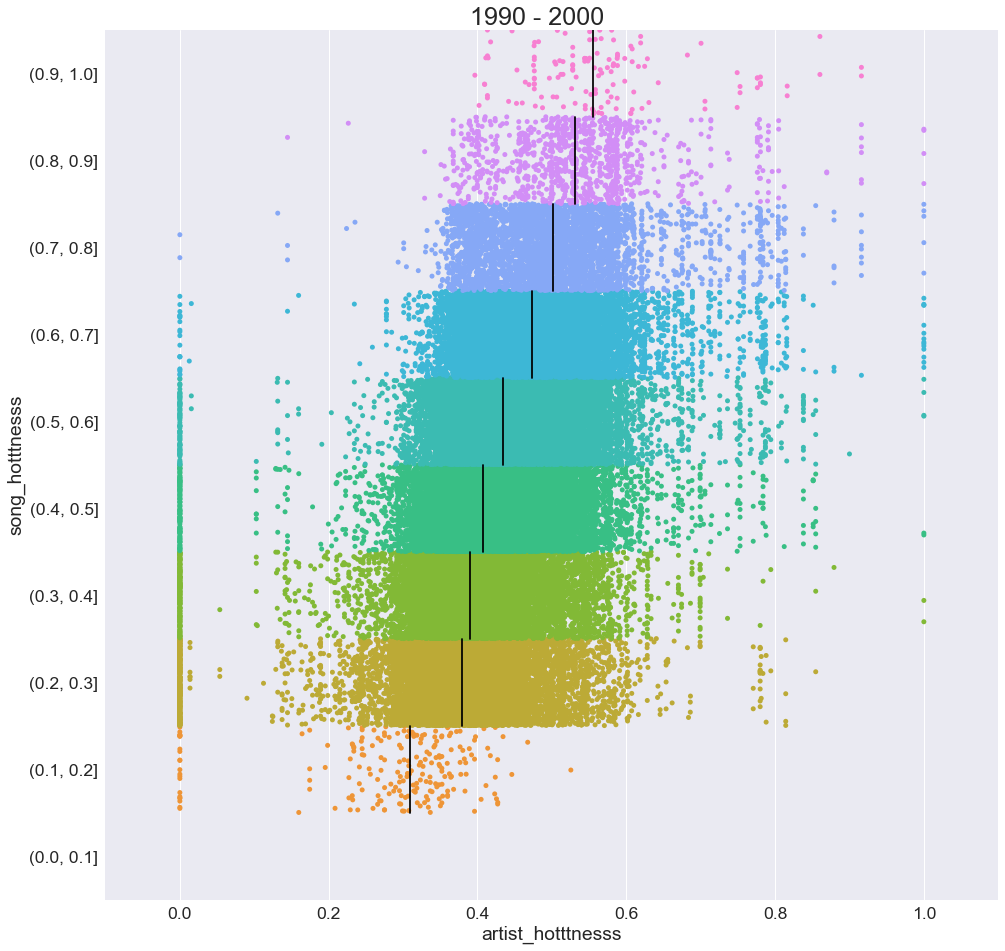 1990 - 2000
(0.9, 1.0]
(0.8, 0.9]
(0.7, 0.8]
(0.6, 0.7]
(0.5, 0.6]
(0.4, 0.5]
(0.3, 0.4]
(0.2, 0.3]
(0.1, 0.2]
(0.0, 0.1]
song_hotttnesss
0.0 0.2 0.4 0.6 0.8 1.0
artist_hotttnesss